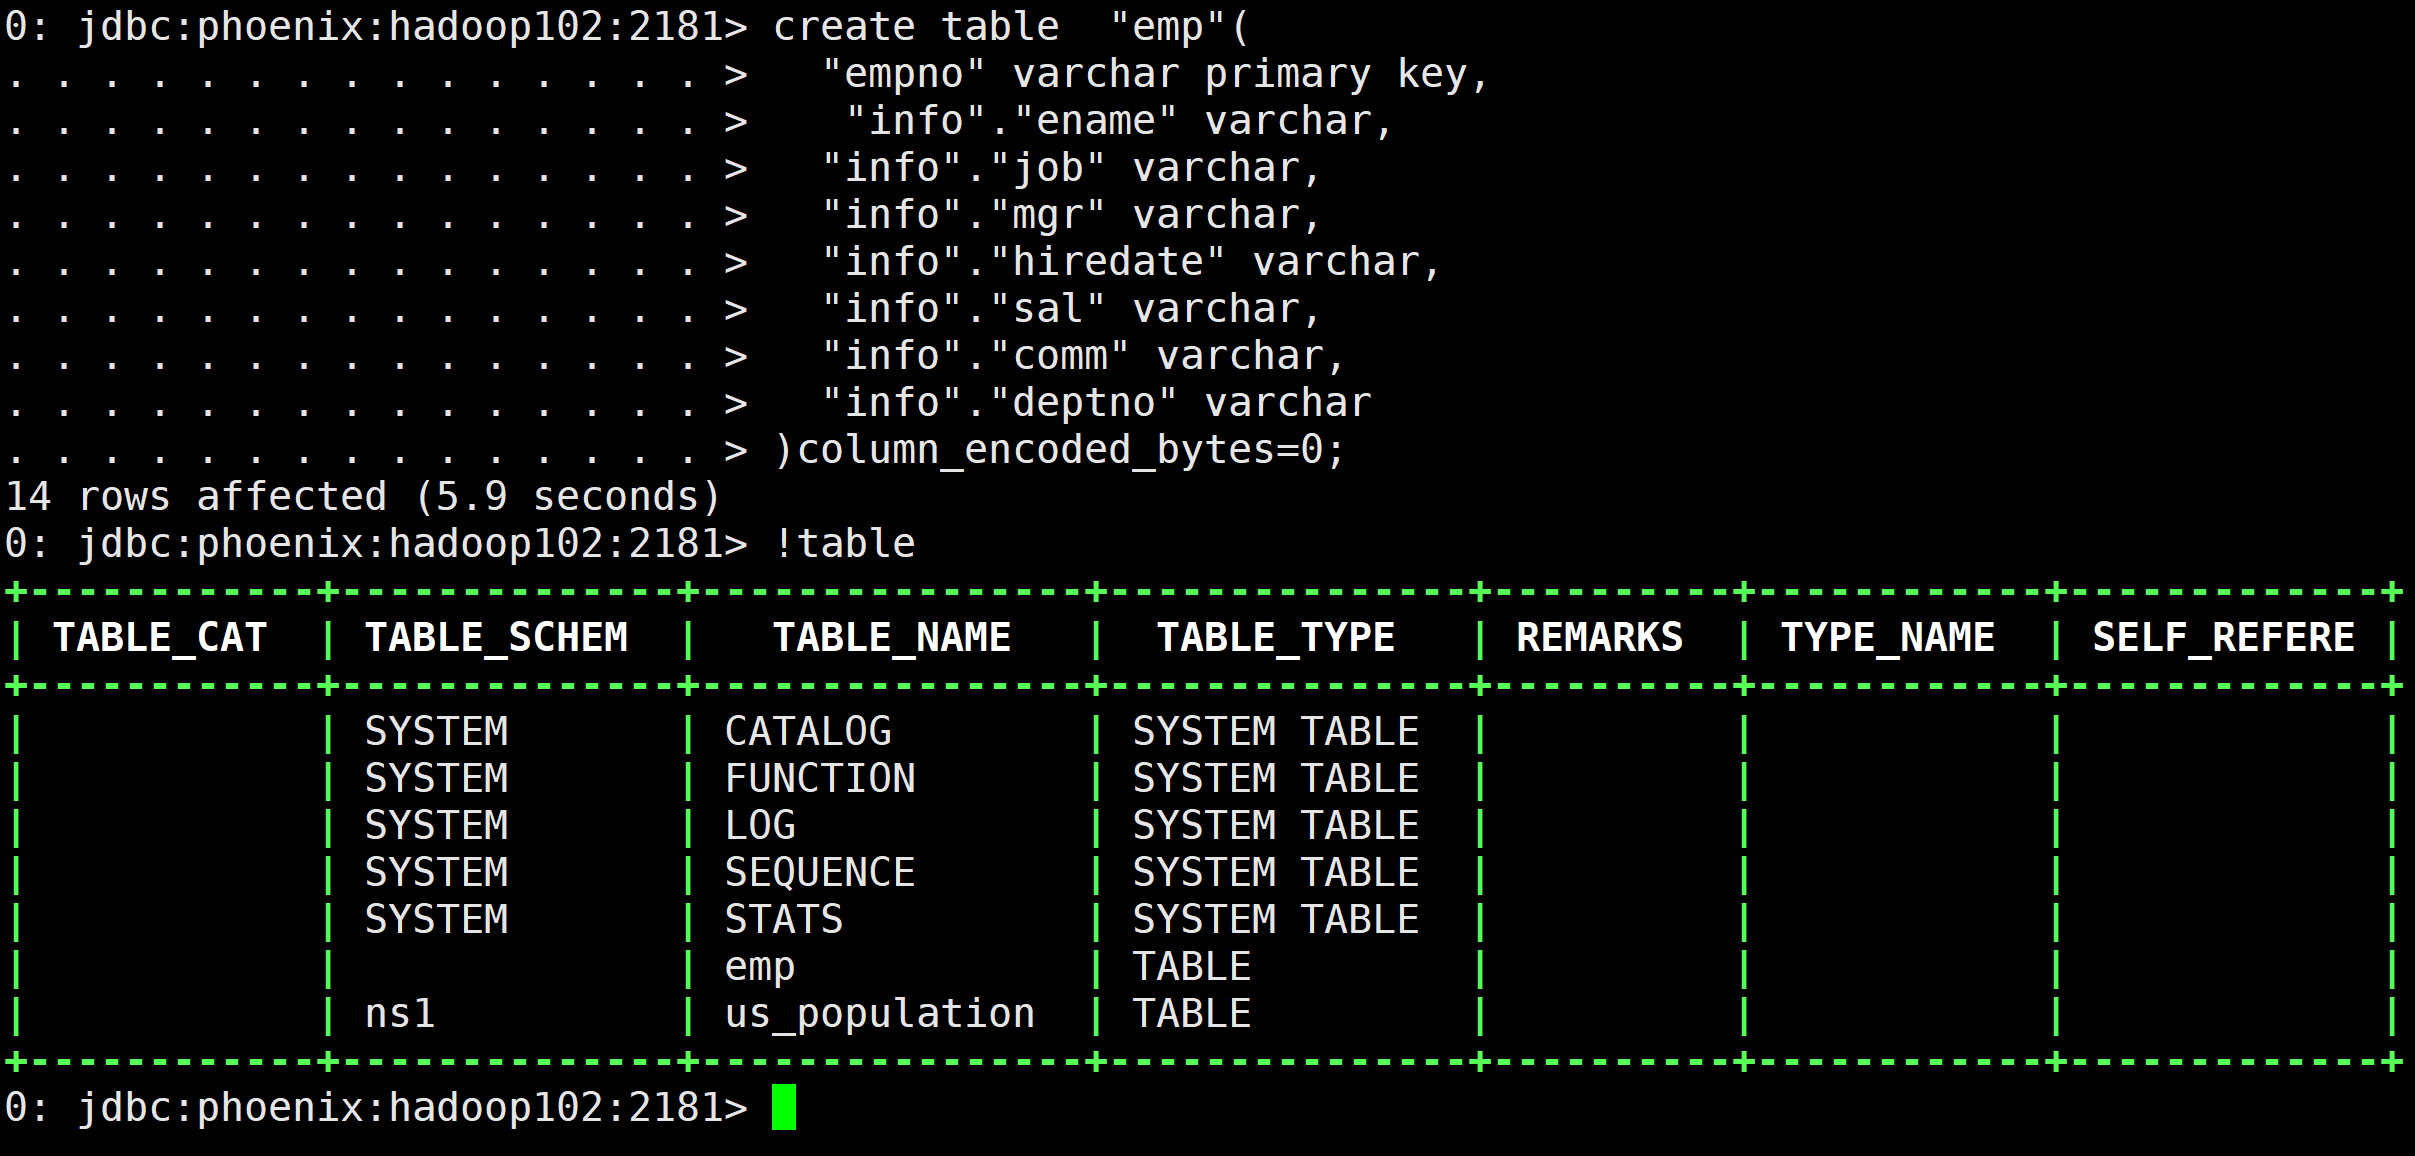 0: jdbc:phoenix:hadoop102:2181> create table  "emp"(
. . . . . . . . . . . . . . . >   "empno" varchar primary key,
. . . . . . . . . . . . . . . >    "info"."ename" varchar,
. . . . . . . . . . . . . . . >   "info"."job" varchar,
. . . . . . . . . . . . . . . >   "info"."mgr" varchar,
. . . . . . . . . . . . . . . >   "info"."hiredate" varchar,
. . . . . . . . . . . . . . . >   "info"."sal" varchar,
. . . . . . . . . . . . . . . >   "info"."comm" varchar,
. . . . . . . . . . . . . . . >   "info"."deptno" varchar
. . . . . . . . . . . . . . . > )column_encoded_bytes=0;
14 rows affected (5.9 seconds)
0: jdbc:phoenix:hadoop102:2181> !table
+------------+--------------+----------------+---------------+----------+------------+-------------+
| TABLE_CAT  | TABLE_SCHEM  |   TABLE_NAME   |  TABLE_TYPE   | REMARKS  | TYPE_NAME  | SELF_REFERE |
+------------+--------------+----------------+---------------+----------+------------+-------------+
|            | SYSTEM       | CATALOG        | SYSTEM TABLE  |          |            |             |
|            | SYSTEM       | FUNCTION       | SYSTEM TABLE  |          |            |             |
|            | SYSTEM       | LOG            | SYSTEM TABLE  |          |            |             |
|            | SYSTEM       | SEQUENCE       | SYSTEM TABLE  |          |            |             |
|            | SYSTEM       | STATS          | SYSTEM TABLE  |          |            |             |
|            |              | emp            | TABLE         |          |            |             |
|            | ns1          | us_population  | TABLE         |          |            |             |
+------------+--------------+----------------+---------------+----------+------------+-------------+
0: jdbc:phoenix:hadoop102:2181>